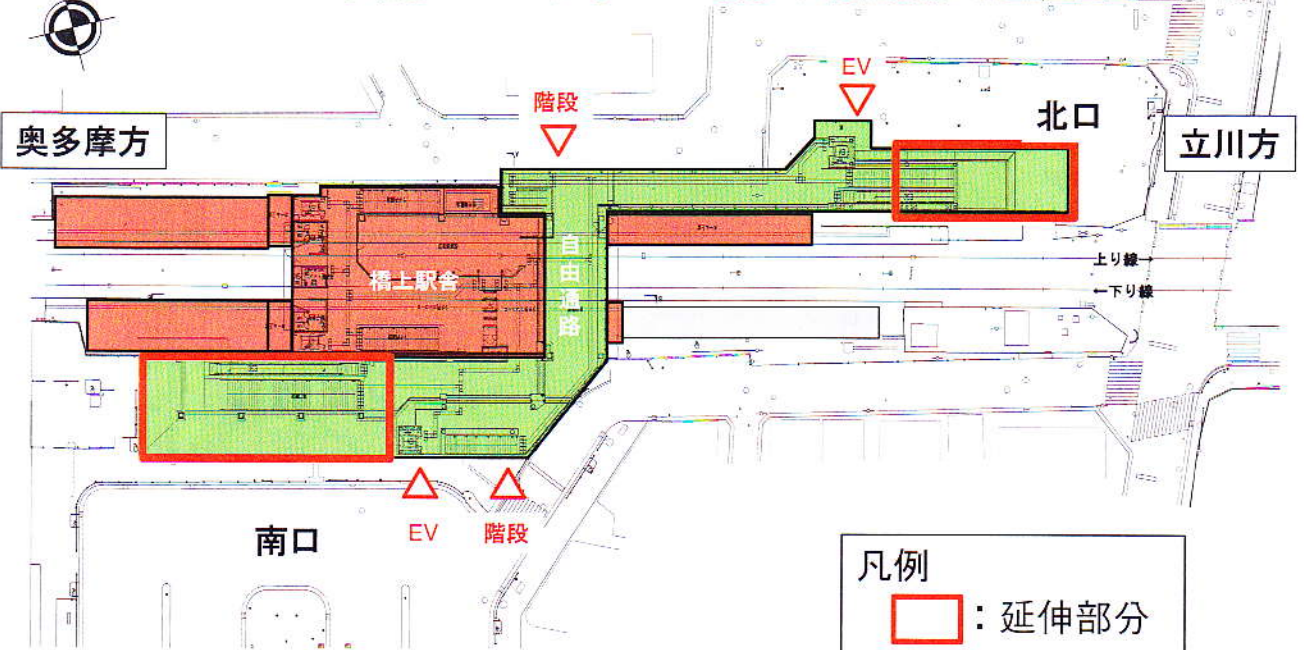 EV
階段
北口
奥多摩方
立川方
自由通路
橋上駅舎
上り線→
←下り線
南口
EV
階段
凡例
：延伸部分